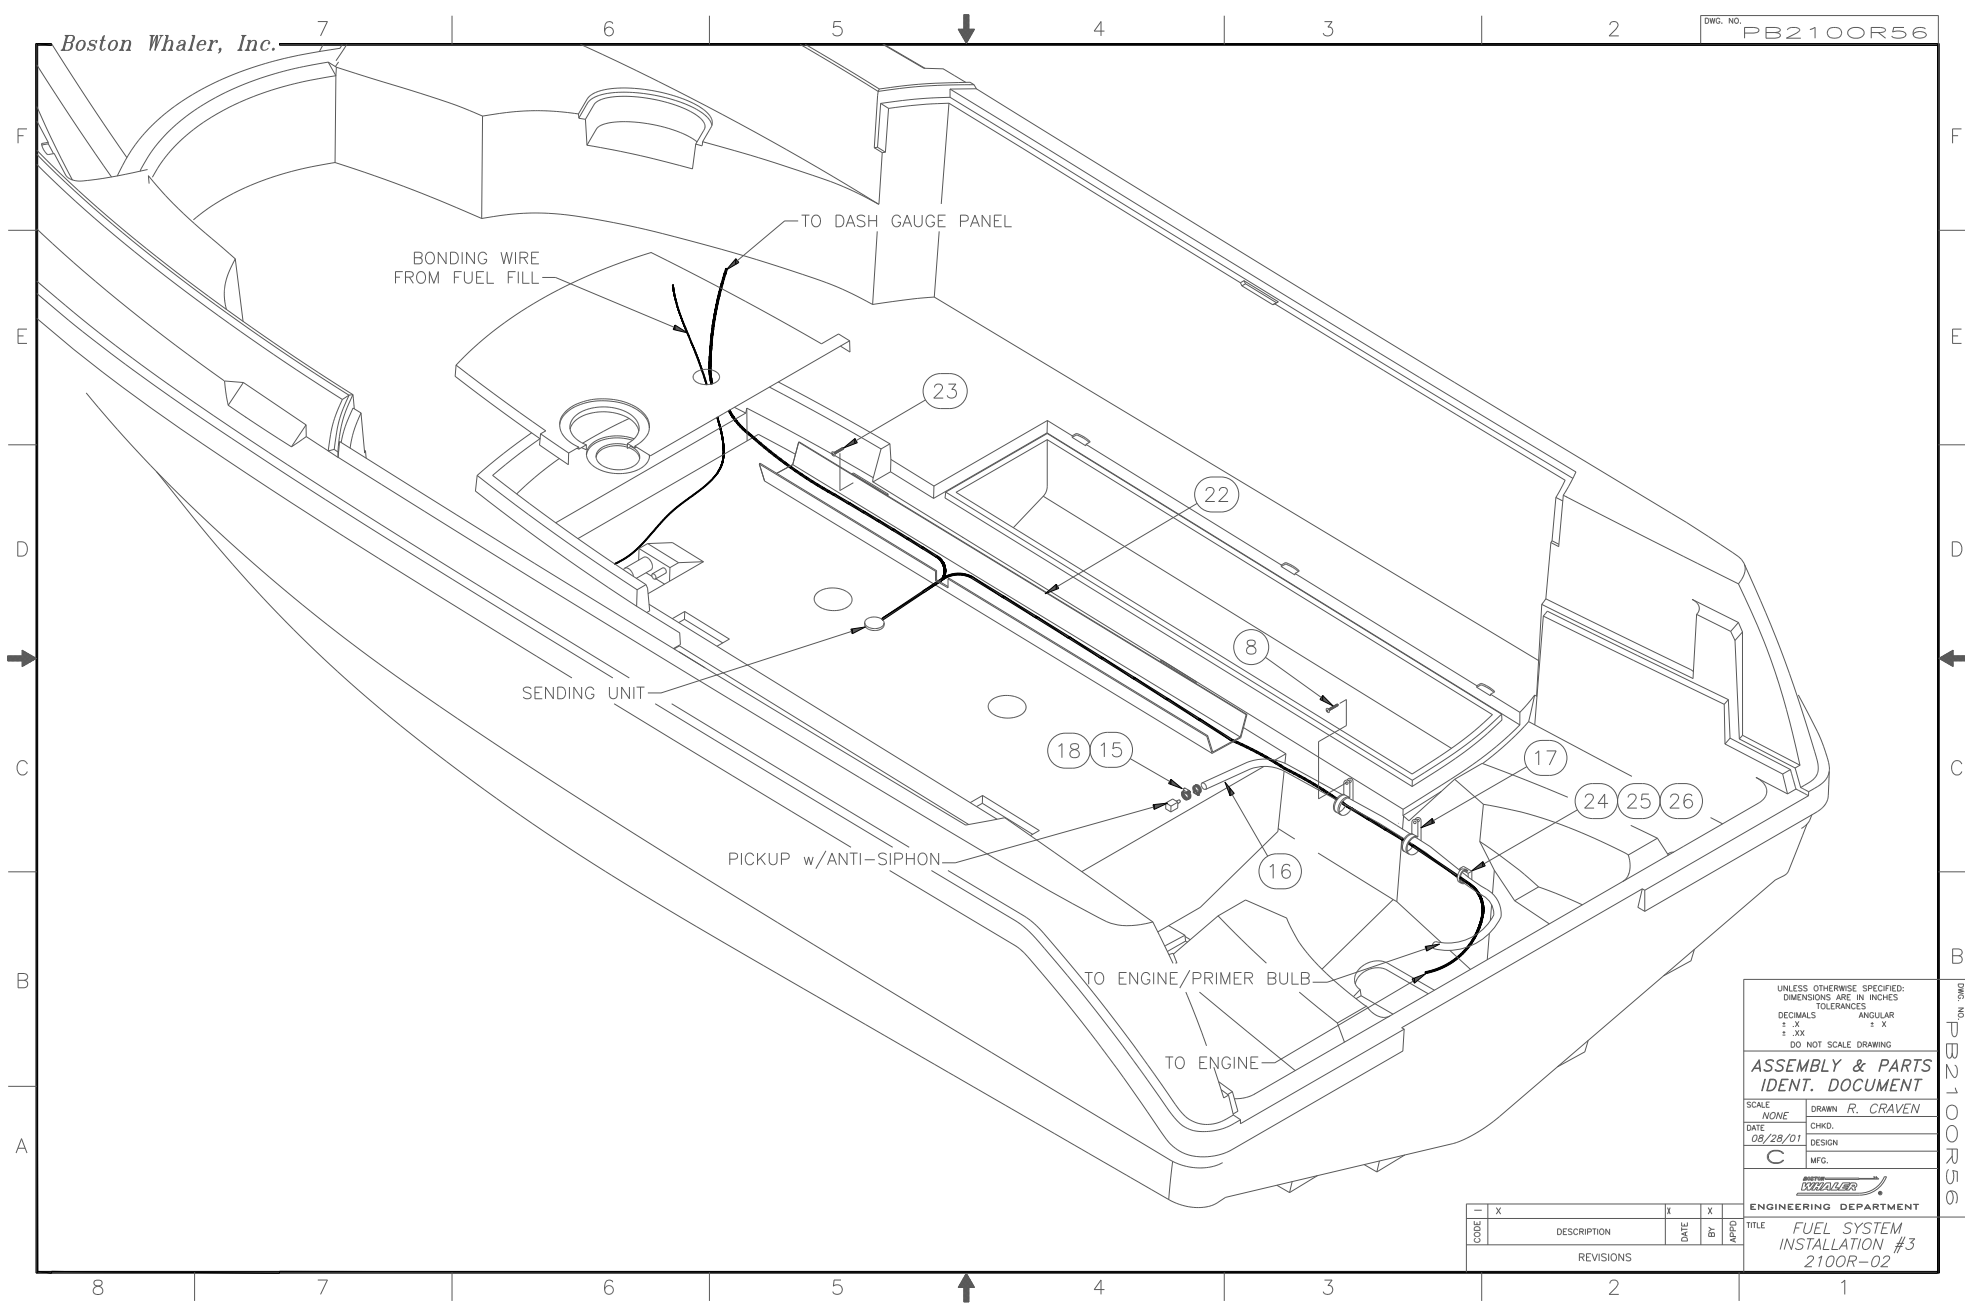 7 6 5 4 3 2
Boston Whaler, Inc.
DWG. NO.
PB2100R56
F
F
TO DASH GAUGE PANEL
BONDING WIRE
FROM FUEL FILL
E
E
23
22
D
D
8
SENDING UNIT
18 15
17
C
C
24 25 26
PICKUP w/ANTI-SIPHON
16
B
B
TO ENGINE/PRIMER BULB
TO ENGINE
A
UNLESS OTHERWISE SPECIFIED:
DIMENSIONS ARE IN INCHES
TOLERANCES
DECIMALS ANGULAR
± .X ± X
± .XX
DO NOT SCALE DRAWING
ASSEMBLY & PARTS
IDENT. DOCUMENT
SCALE
NONE
DRAWN R. CRAVEN
DATE
08/28/01
CHKD.
DESIGN
C
MFG.
BOSTON
WHALER
ENGINEERING DEPARTMENT
TITLE
FUEL SYSTEM
INSTALLATION #3
2100R-02
DWG. NO.
PB2100R56
I X X X
CODE DESCRIPTION DATE BY APPD
REVISIONS
8 7 6 5 4 3 2 1